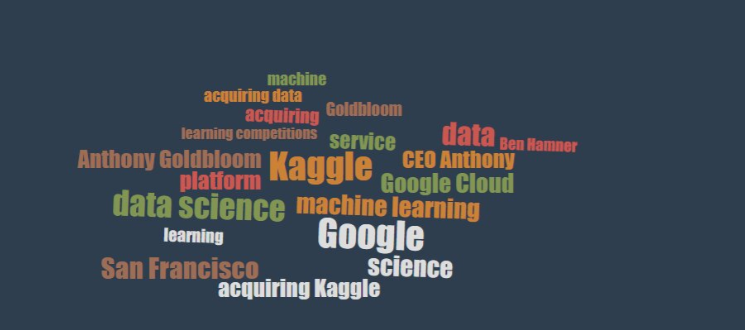 machine
acquiring data
acquiring Goldbloom
learning competitions service data Ben Hamner
Anthony Goldbloom Kaggle CEO Anthony
platform Google Cloud
data science machine learning
learning Google
San Francisco science
acquiring Kaggle